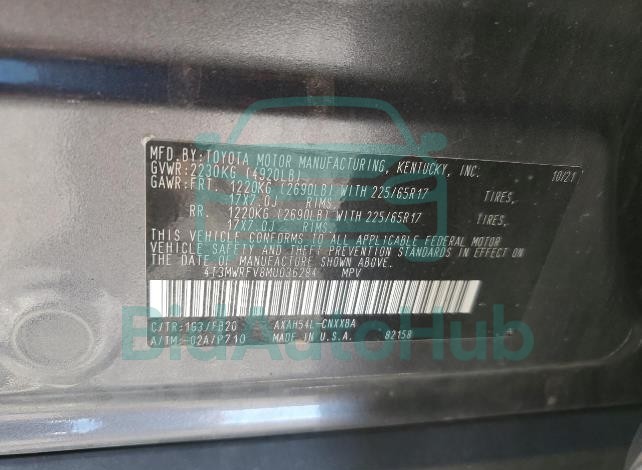 MFD.BY:TOYOTA MOTOR MANUFACTURING, KENTUCKY, INC.
GVWR:2230KG (4920LB) 10/21
GAWR:FRT. 1220KG (2690LB) WITH 225/65R17 TIRES,
17X7.0J RIMS
RR. 1220KG (2690LB) WITH 225/65R17 TIRES,
17X7.0J RIMS
THIS VEHICLE CONFORMS TO ALL APPLICABLE FEDERAL MOTOR
VEHICLE SAFETY AND THEFT PREVENTION STANDARDS IN EFFECT ON
THE DATE OF MANUFACTURE SHOWN ABOVE.
4T3MWRFV8MU036284 MPV
C/TR:1G3/FB20 AXAH54L-CNXXBA
A/TM:-02A/P710 MADE IN U.S.A. 82158
BidAutoHub